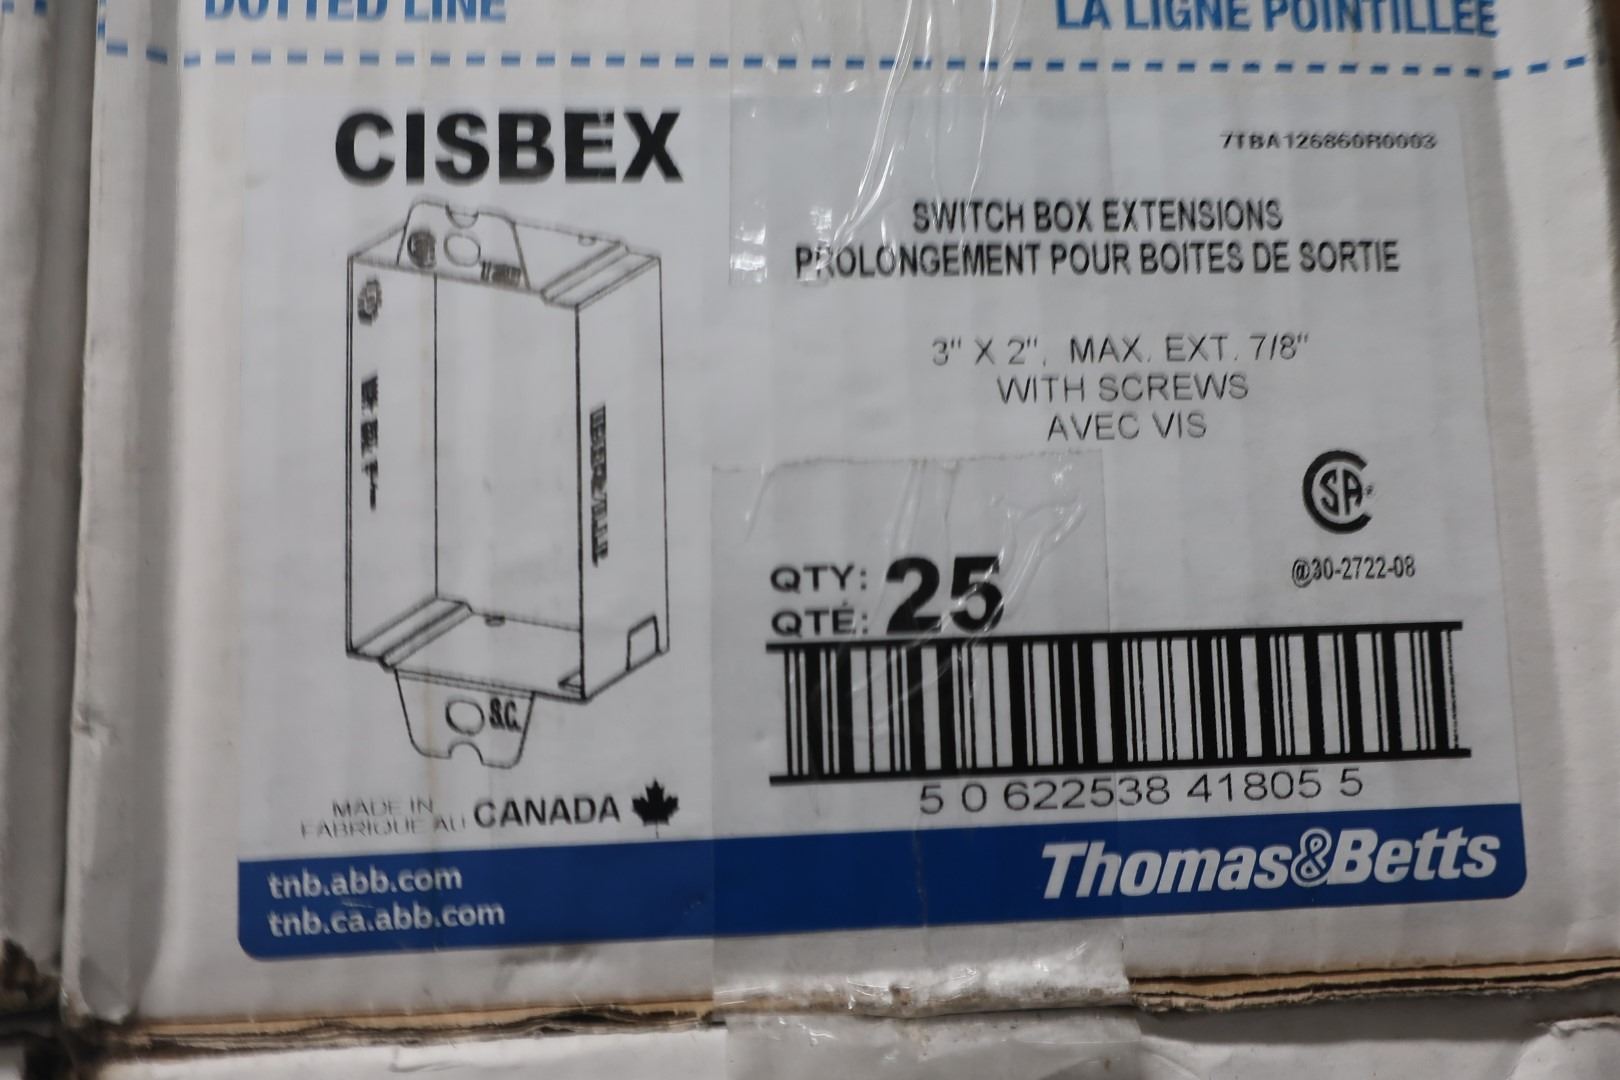 DOTTED LINE
LA LIGNE POINTILLÉE
CISBEX
7TBA126860R0003
SWITCH BOX EXTENSIONS
PROLONGEMENT POUR BOITES DE SORTIE
3" X 2", MAX. EXT. 7/8"
WITH SCREWS
AVEC VIS
CSA
@30-2722-08
QTY: 25
QTÉ:
S.C.
5 0 622538 41805 5
MADE IN
FABRIQUE AU CANADA
tnb.abb.com
tnb.ca.abb.com
Thomas&Betts